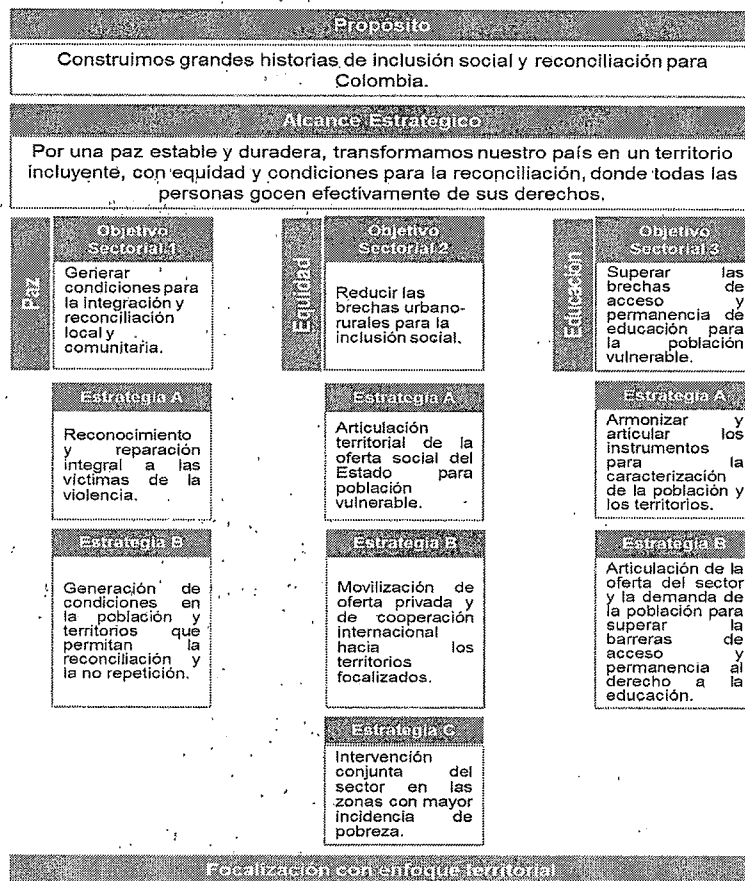 Propósito
Construimos grandes historias de inclusión social y reconciliación para
Colombia.
Alcance Estratégico
Por una paz estable y duradera, transformamos nuestro país en un territorio
incluyente, con equidad y condiciones para la reconciliación, donde todas las
personas gocen efectivamente de sus derechos.
Paz
Objetivo
Sectorial 1
Generar
condiciones para
la integración y
reconciliación
local y
comunitaria.
Estrategia A
Reconocimiento
y reparación
integral a las
víctimas de la
violencia.
Estrategia B
Generación de
condiciones en
la población y
territorios que
permitan la
reconciliación y
la no repetición.
Equidad
Objetivo
Sectorial 2
Reducir las
brechas urbano-
rurales para la
inclusión social.
Estrategia A
Articulación
territorial de la
oferta social del
Estado para
población
vulnerable.
Estrategia B
Movilización de
oferta privada y
de cooperación
internacional
hacia los
territorios
focalizados.
Estrategia C
Intervención
conjunta del
sector en las
zonas con mayor
incidencia de
pobreza.
Educación
Objetivo
Sectorial 3
Superar las
brechas de
acceso y
permanencia de
educación para
la población
vulnerable.
Estrategia A
Armonizar y
articular los
instrumentos
para la
caracterización
de la población y
los territorios.
Estrategia B
Articulación de la
oferta del sector
y la demanda de
la población para
superar la
barreras de
acceso y
permanencia al
derecho a la
educación.
Focalización con enfoque territorial